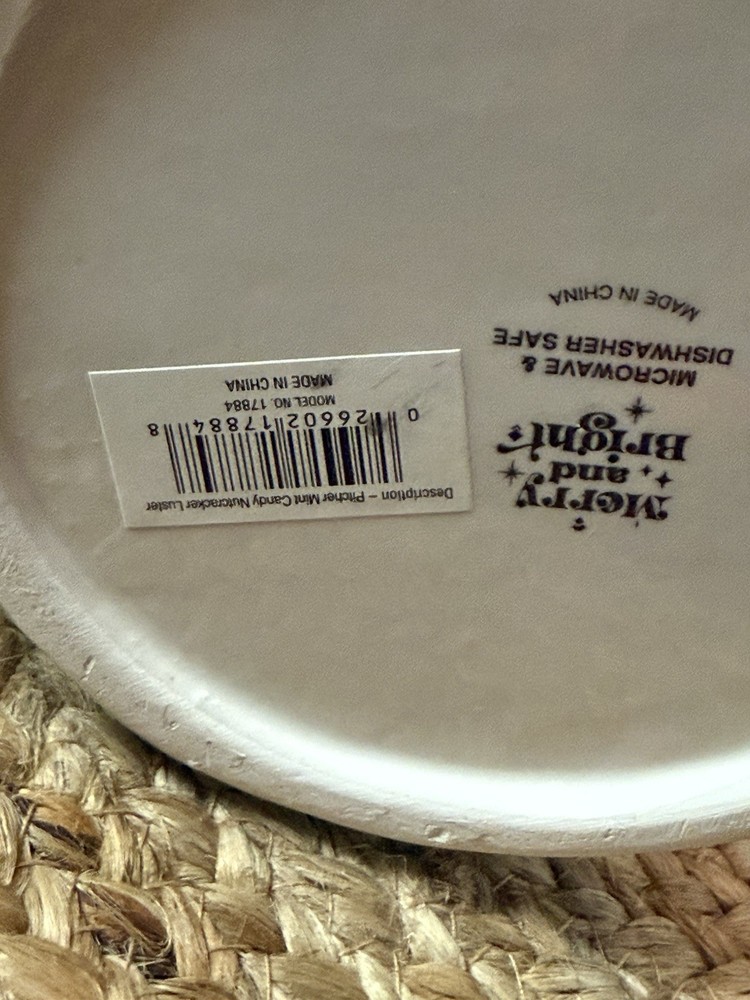 Description – Pitcher Mint Candy Nutcracker Luster
0 26602 17884 8
MODEL NO. 17884
MADE IN CHINA
Merry
and
Bright
MICROWAVE &
DISHWASHER SAFE
MADE IN CHINA